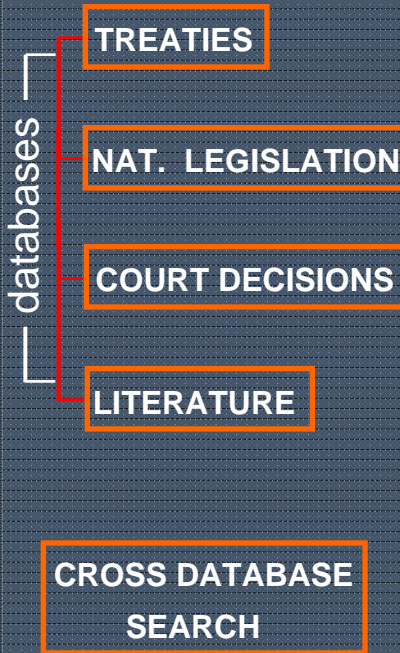 databases
TREATIES
NAT. LEGISLATION
COURT DECISIONS
LITERATURE
CROSS DATABASE
SEARCH